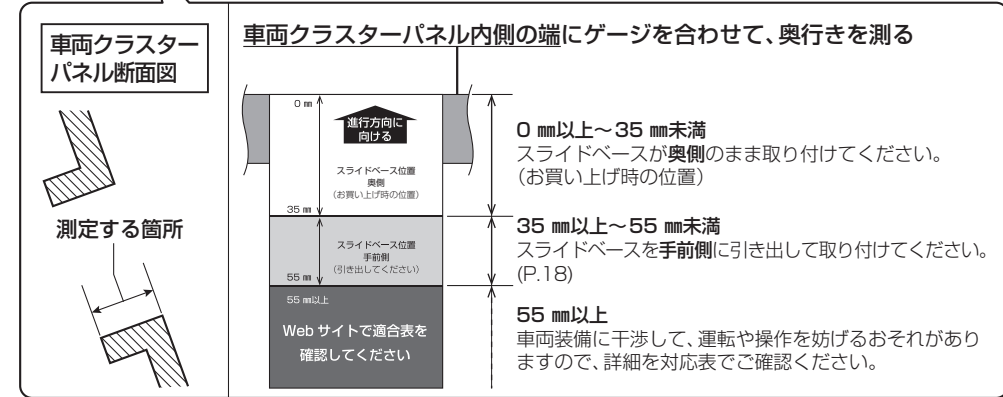 車両クラスター
パネル断面図
測定する箇所
車両クラスターパネル内側の端にゲージを合わせて、奥行きを測る
0 ㎜
進行方向に
向ける
スライドベース位置
奥側
(お買い上げ時の位置)
35 ㎜
スライドベース位置
手前側
(引き出してください)
55 ㎜
55 ㎜以上
Web サイトで適合表を
確認してください
0 ㎜以上～35 ㎜未満
スライドベースが奥側のまま取り付けてください。
(お買い上げ時の位置)
35 ㎜以上～55 ㎜未満
スライドベースを手前側に引き出して取り付けてください。
(P.18)
55 ㎜以上
車両装備に干渉して、運転や操作を妨げるおそれがあり
ますので、詳細を対応表でご確認ください。